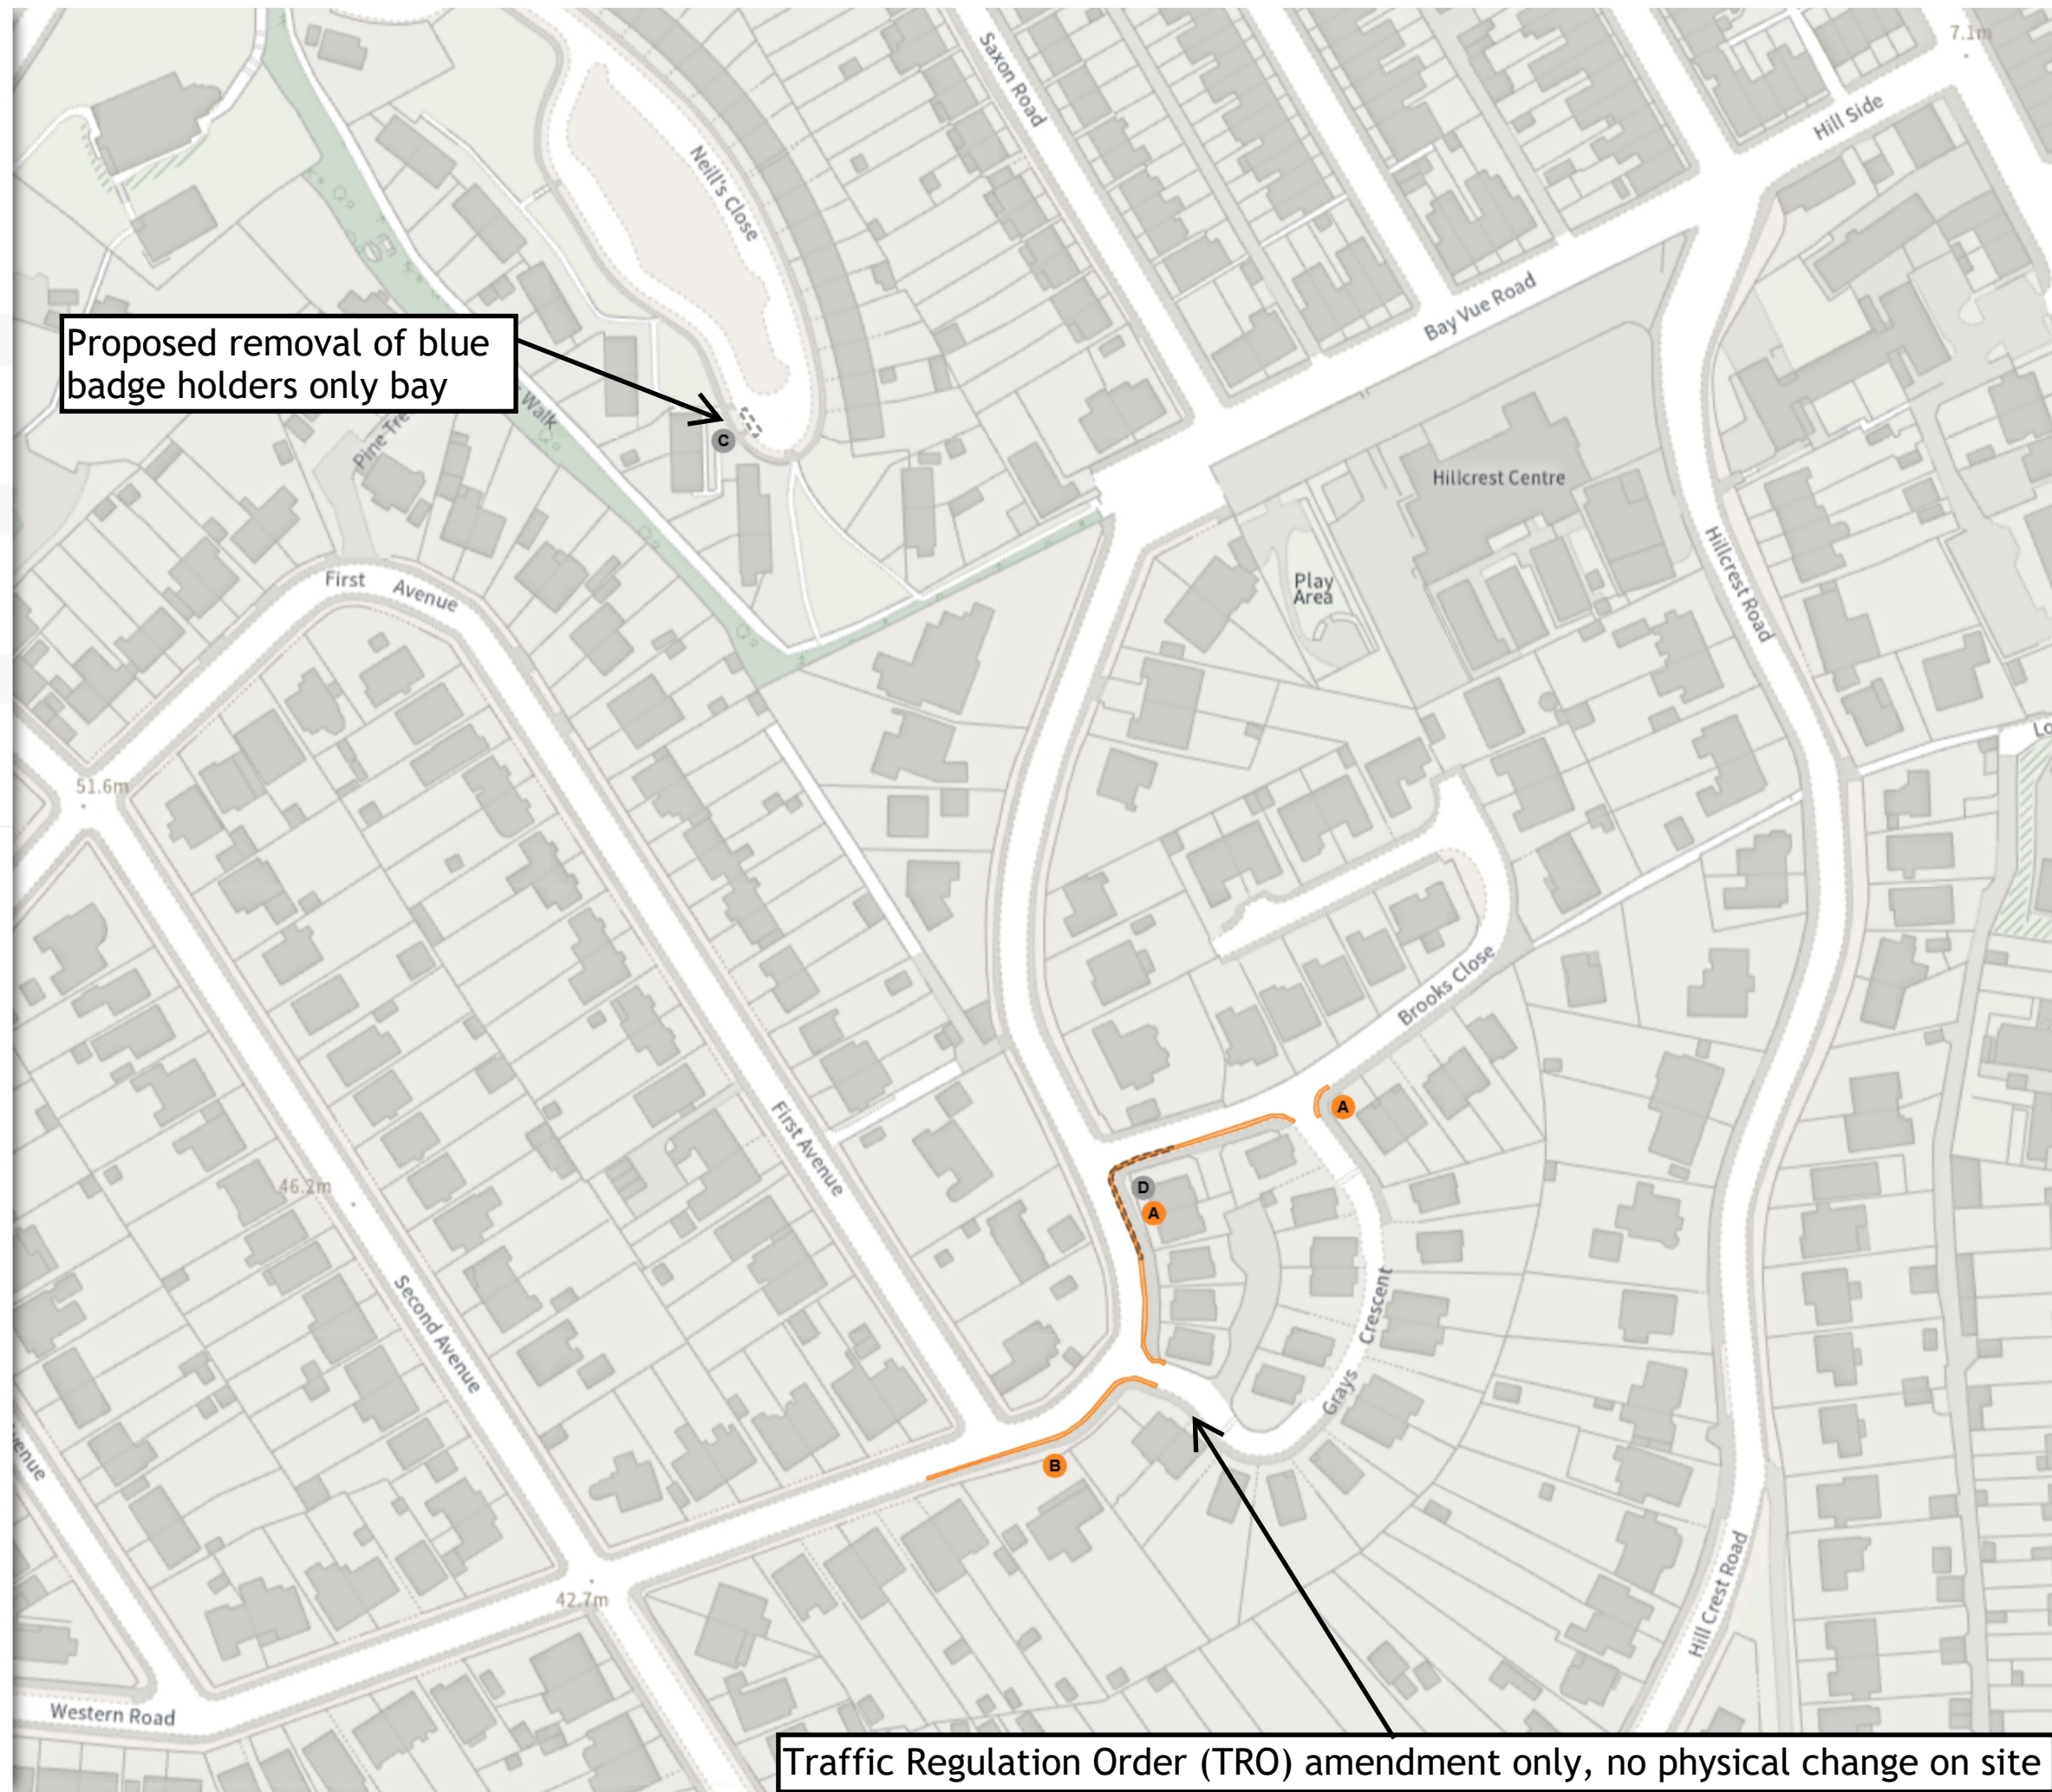 7.1m
Saxon Road
Hill Side
Neill's Close
Bay Vue Road
Proposed removal of blue
badge holders only bay
Walk
C
Hillcrest Centre
First Avenue
Play
Area
Hillcrest Road
51.6m
Brooks Close
A
First Avenue
46.2m
D
A
Second Avenue
Grays Crescent
B
42.7m
Hill Crest Road
Western Road
Traffic Regulation Order (TRO) amendment only, no physical change on site